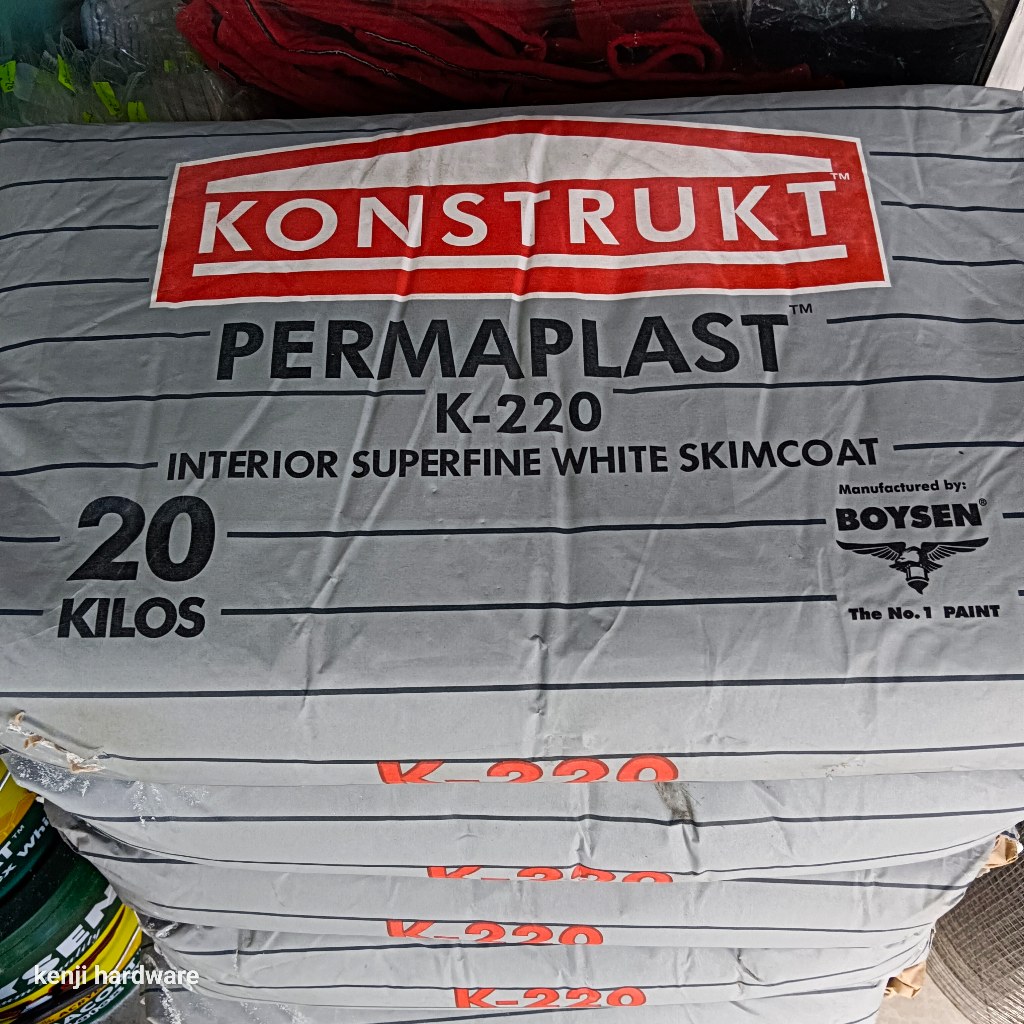 KONSTRUKT™
PERMAPLAST™
K-220
INTERIOR SUPERFINE WHITE SKIMCOAT
20
KILOS
Manufactured by:
BOYSEN®
The No.1 PAINT
K-220
K-220
K-220
K-220
kenji hardware